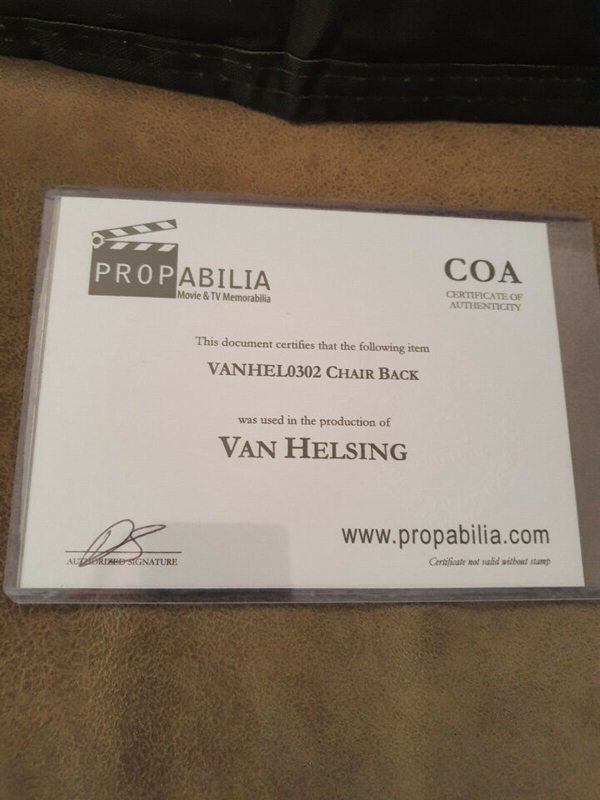 PROPABILIA
Movie & TV Memorabilia
COA
CERTIFICATE OF
AUTHENTICITY
This document certifies that the following item
VANHEL0302 CHAIR BACK
was used in the production of
VAN HELSING
www.propabilia.com
AUTHORIZED SIGNATURE
Certificate not valid without stamp